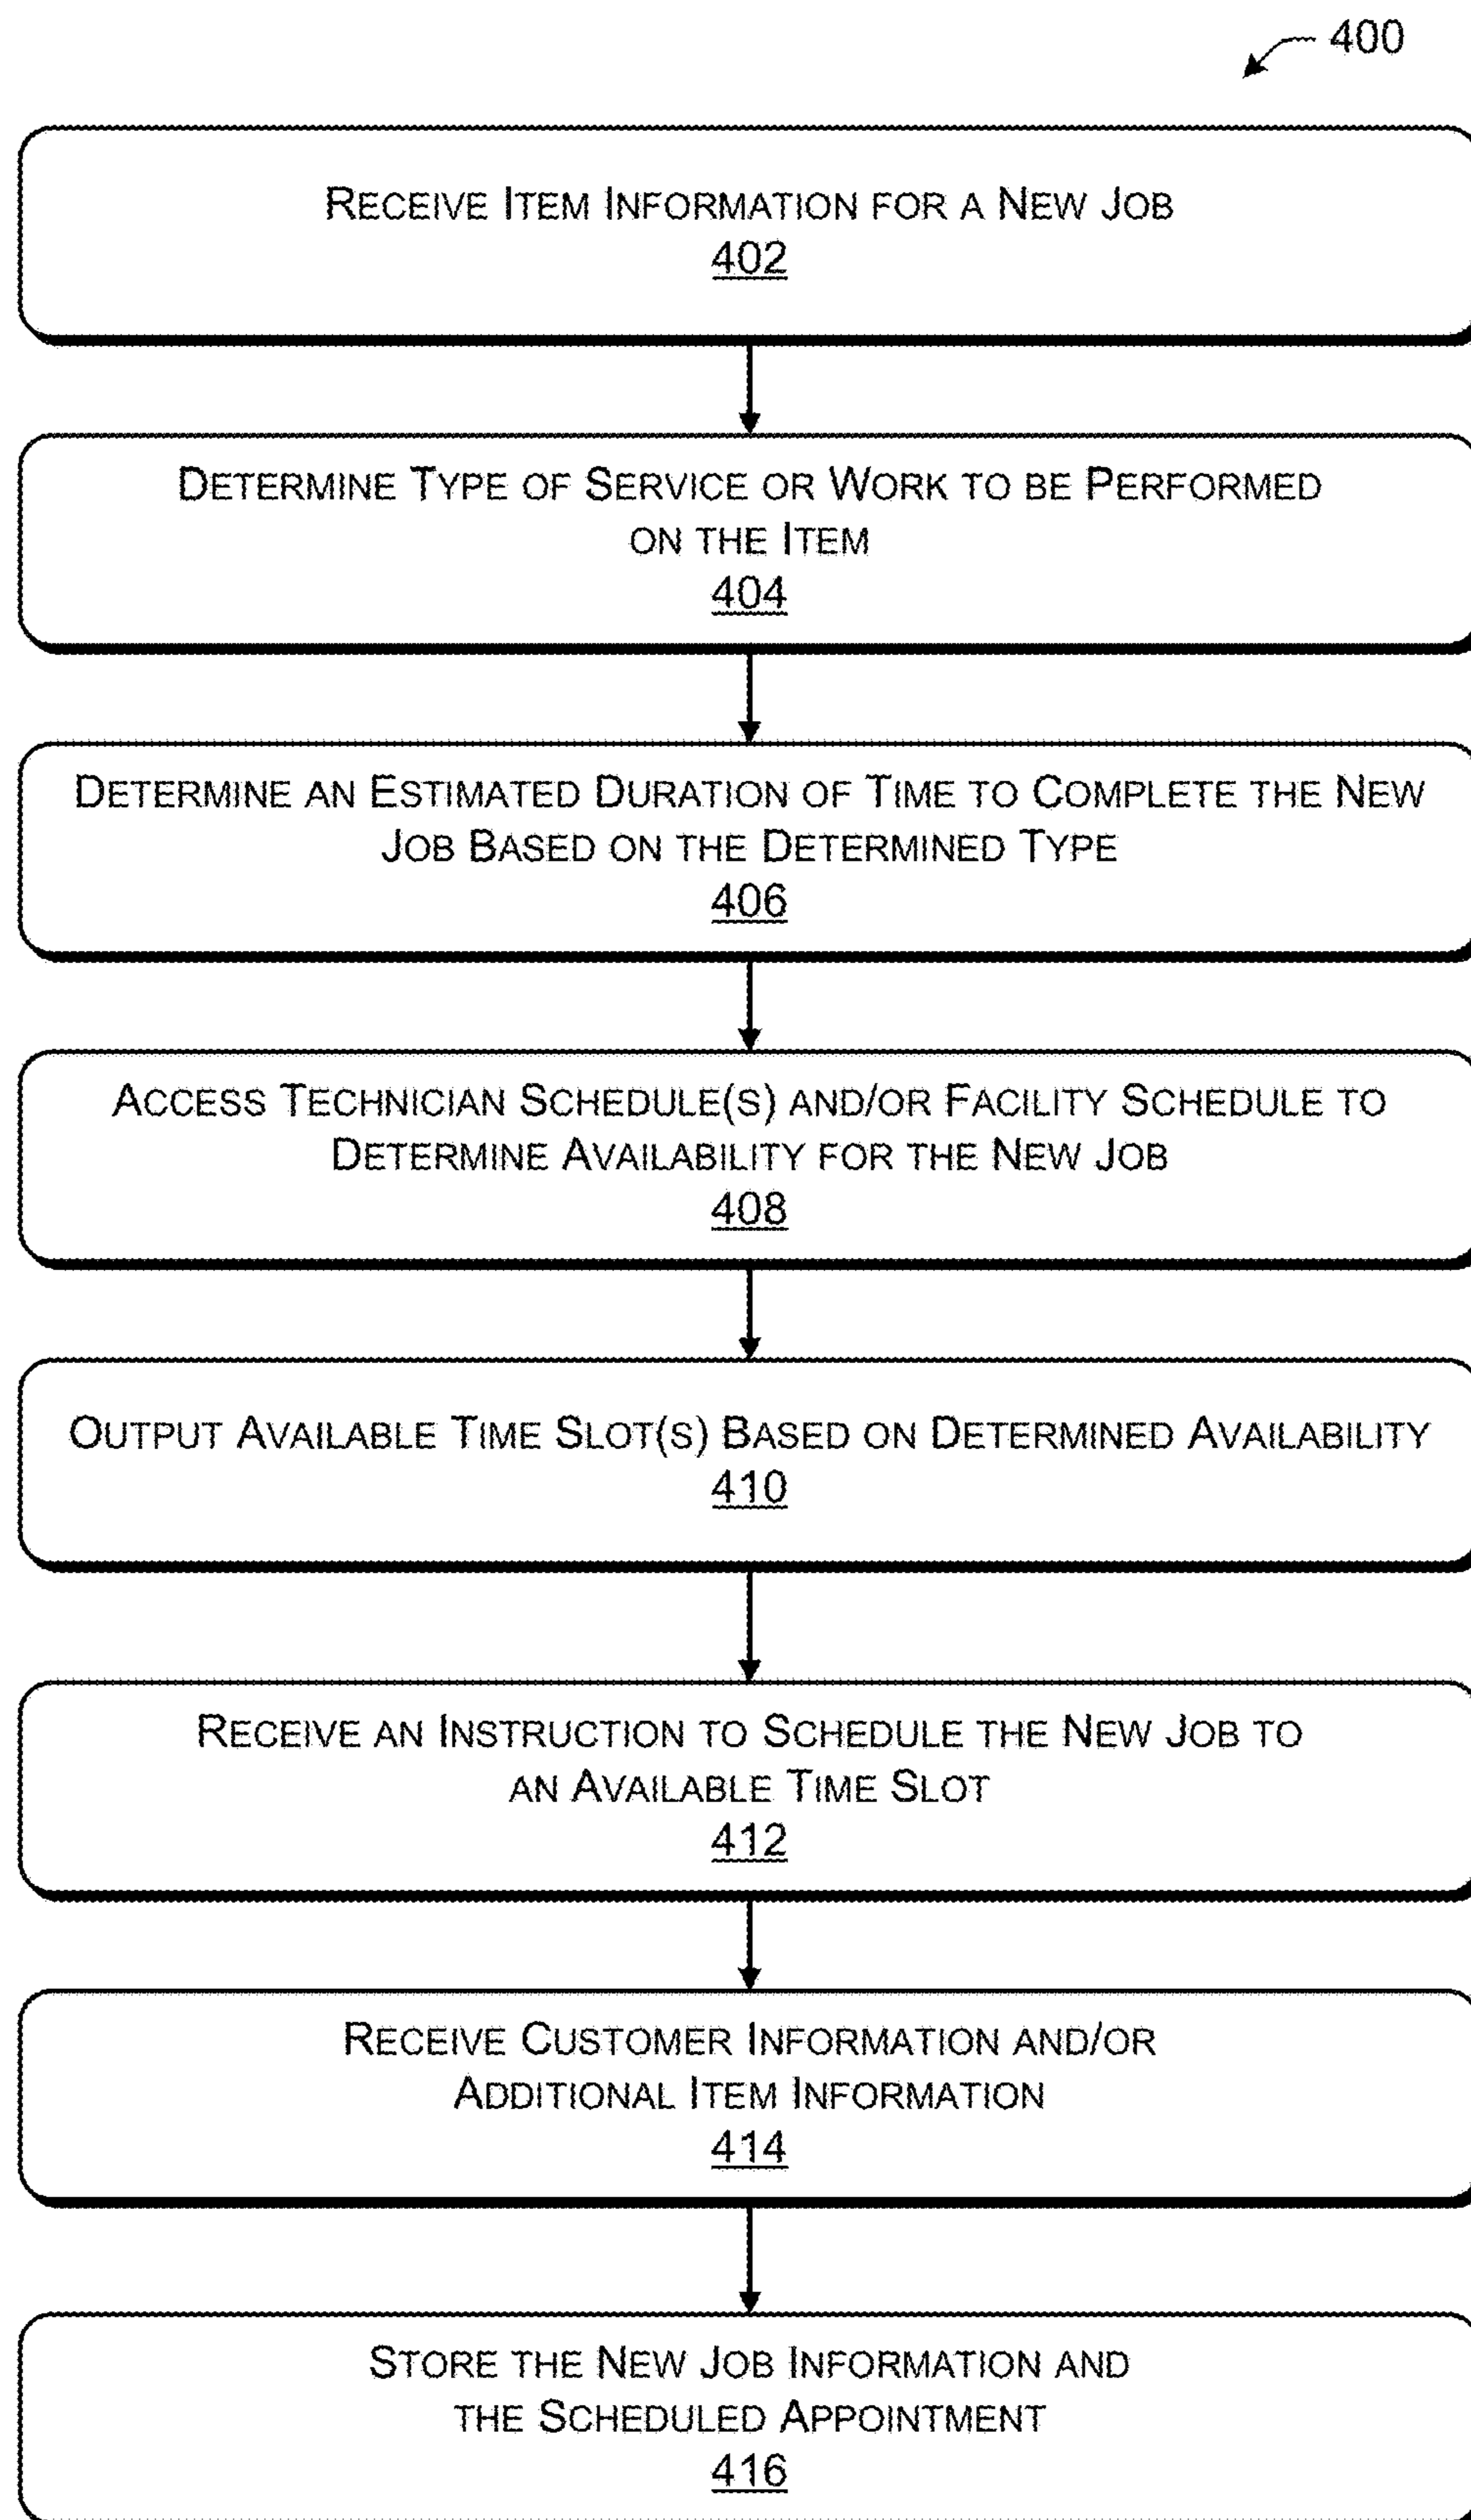 400
RECEIVE ITEM INFORMATION FOR A NEW JOB
402
DETERMINE TYPE OF SERVICE OR WORK TO BE PERFORMED
ON THE ITEM
404
DETERMINE AN ESTIMATED DURATION OF TIME TO COMPLETE THE NEW
JOB BASED ON THE DETERMINED TYPE
406
ACCESS TECHNICIAN SCHEDULE(S) AND/OR FACILITY SCHEDULE TO
DETERMINE AVAILABILITY FOR THE NEW JOB
408
OUTPUT AVAILABLE TIME SLOT(S) BASED ON DETERMINED AVAILABILITY
410
RECEIVE AN INSTRUCTION TO SCHEDULE THE NEW JOB TO
AN AVAILABLE TIME SLOT
412
RECEIVE CUSTOMER INFORMATION AND/OR
ADDITIONAL ITEM INFORMATION
414
STORE THE NEW JOB INFORMATION AND
THE SCHEDULED APPOINTMENT
416